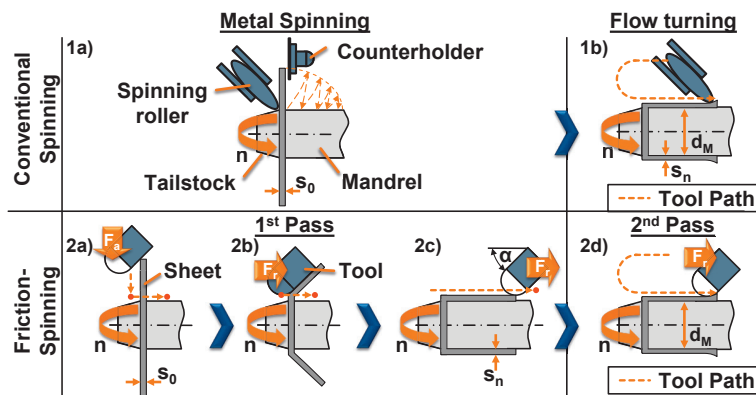 Metal Spinning
Flow turning
Conventional
Spinning
1a)
Counterholder
Spinning
roller
n
Tailstock
s0
Mandrel
1b)
n
dM
sn
Tool Path
Friction-
Spinning
1st Pass
2nd Pass
2a)
Fa
Sheet
n
s0
2b)
Fr
Tool
n
2c)
α
Fr
n
sn
2d)
Fr
n
dM
Tool Path